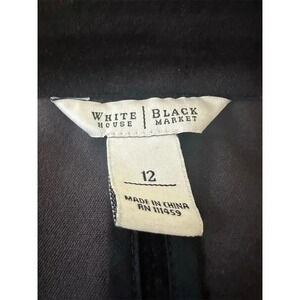 WHITE | BLACK
HOUSE | MARKET
12
MADE IN CHINA
RN 111459